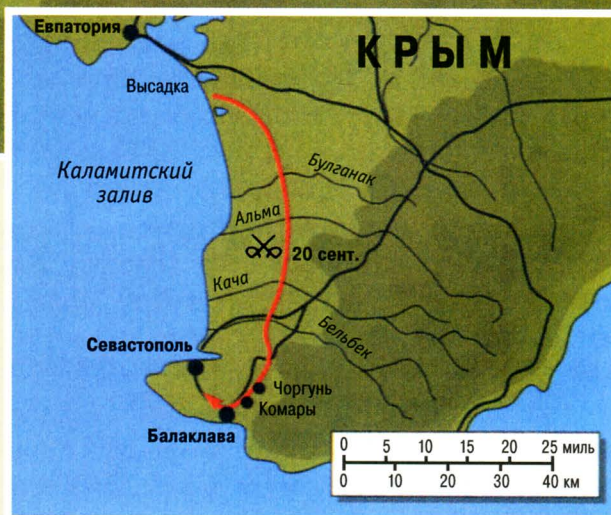 Евпатория
КРЫМ
Высадка
Каламитский
залив
Булганак
Альма
20 сент.
Кача
Бельбек
Севастополь
Чоргунь
Комары
Балаклава
0 5 10 15 20 25 миль
0 10 20 30 40 км